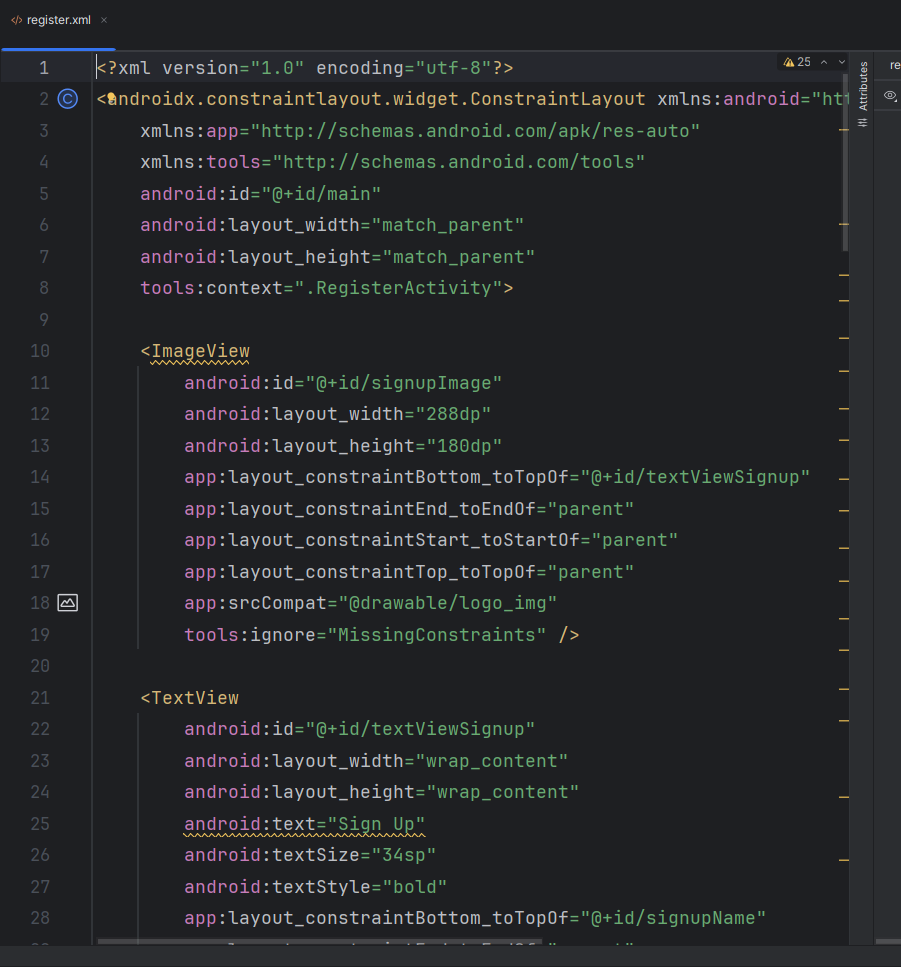 register.xml
25
re
Attributes
1 <?xml version="1.0" encoding="utf-8"?>
2 <androidx.constraintlayout.widget.ConstraintLayout xmlns:android="htt
3 xmlns:app="http://schemas.android.com/apk/res-auto"
4 xmlns:tools="http://schemas.android.com/tools"
5 android:id="@+id/main"
6 android:layout_width="match_parent"
7 android:layout_height="match_parent"
8 tools:context=".RegisterActivity">
9
10 <ImageView
11 android:id="@+id/signupImage"
12 android:layout_width="288dp"
13 android:layout_height="180dp"
14 app:layout_constraintBottom_toTopOf="@+id/textViewSignup"
15 app:layout_constraintEnd_toEndOf="parent"
16 app:layout_constraintStart_toStartOf="parent"
17 app:layout_constraintTop_toTopOf="parent"
18 app:srcCompat="@drawable/logo_img"
19 tools:ignore="MissingConstraints" />
20
21 <TextView
22 android:id="@+id/textViewSignup"
23 android:layout_width="wrap_content"
24 android:layout_height="wrap_content"
25 android:text="Sign Up"
26 android:textSize="34sp"
27 android:textStyle="bold"
28 app:layout_constraintBottom_toTopOf="@+id/signupName"